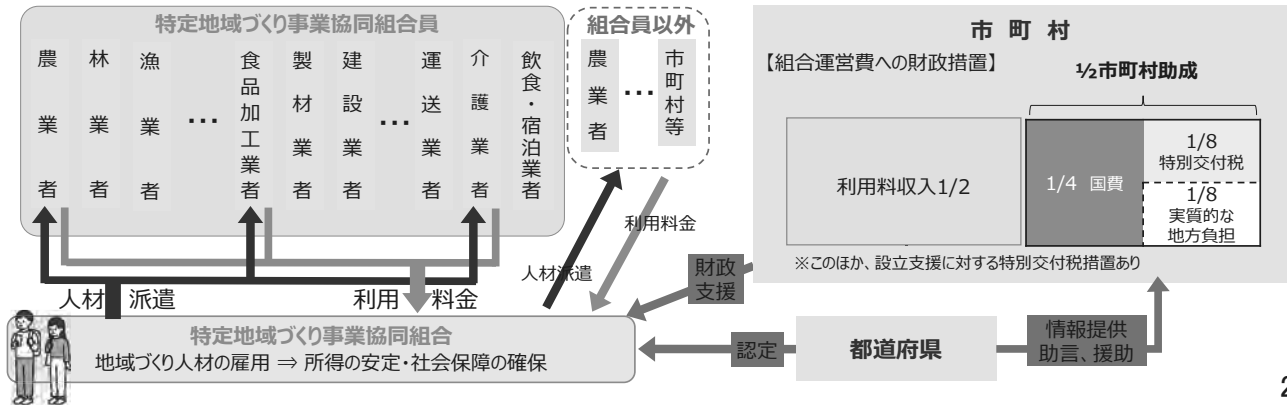 特定地域づくり事業協同組合員
農業者
林業者
漁業者
…
食品加工業者
製材業者
建設業者
…
運送業者
介護業者
飲食・宿泊業者
組合員以外
農業者
…
市町村等
人材派遣
利用料金
人材派遣
利用料金
特定地域づくり事業協同組合
地域づくり人材の雇用 ⇒ 所得の安定・社会保障の確保
市町村
【組合運営費への財政措置】
½市町村助成
利用料収入1/2
1/4 国費
1/8
特別交付税
1/8
実質的な
地方負担
※このほか、設立支援に対する特別交付税措置あり
財政
支援
認定
都道府県
情報提供
助言、援助
2